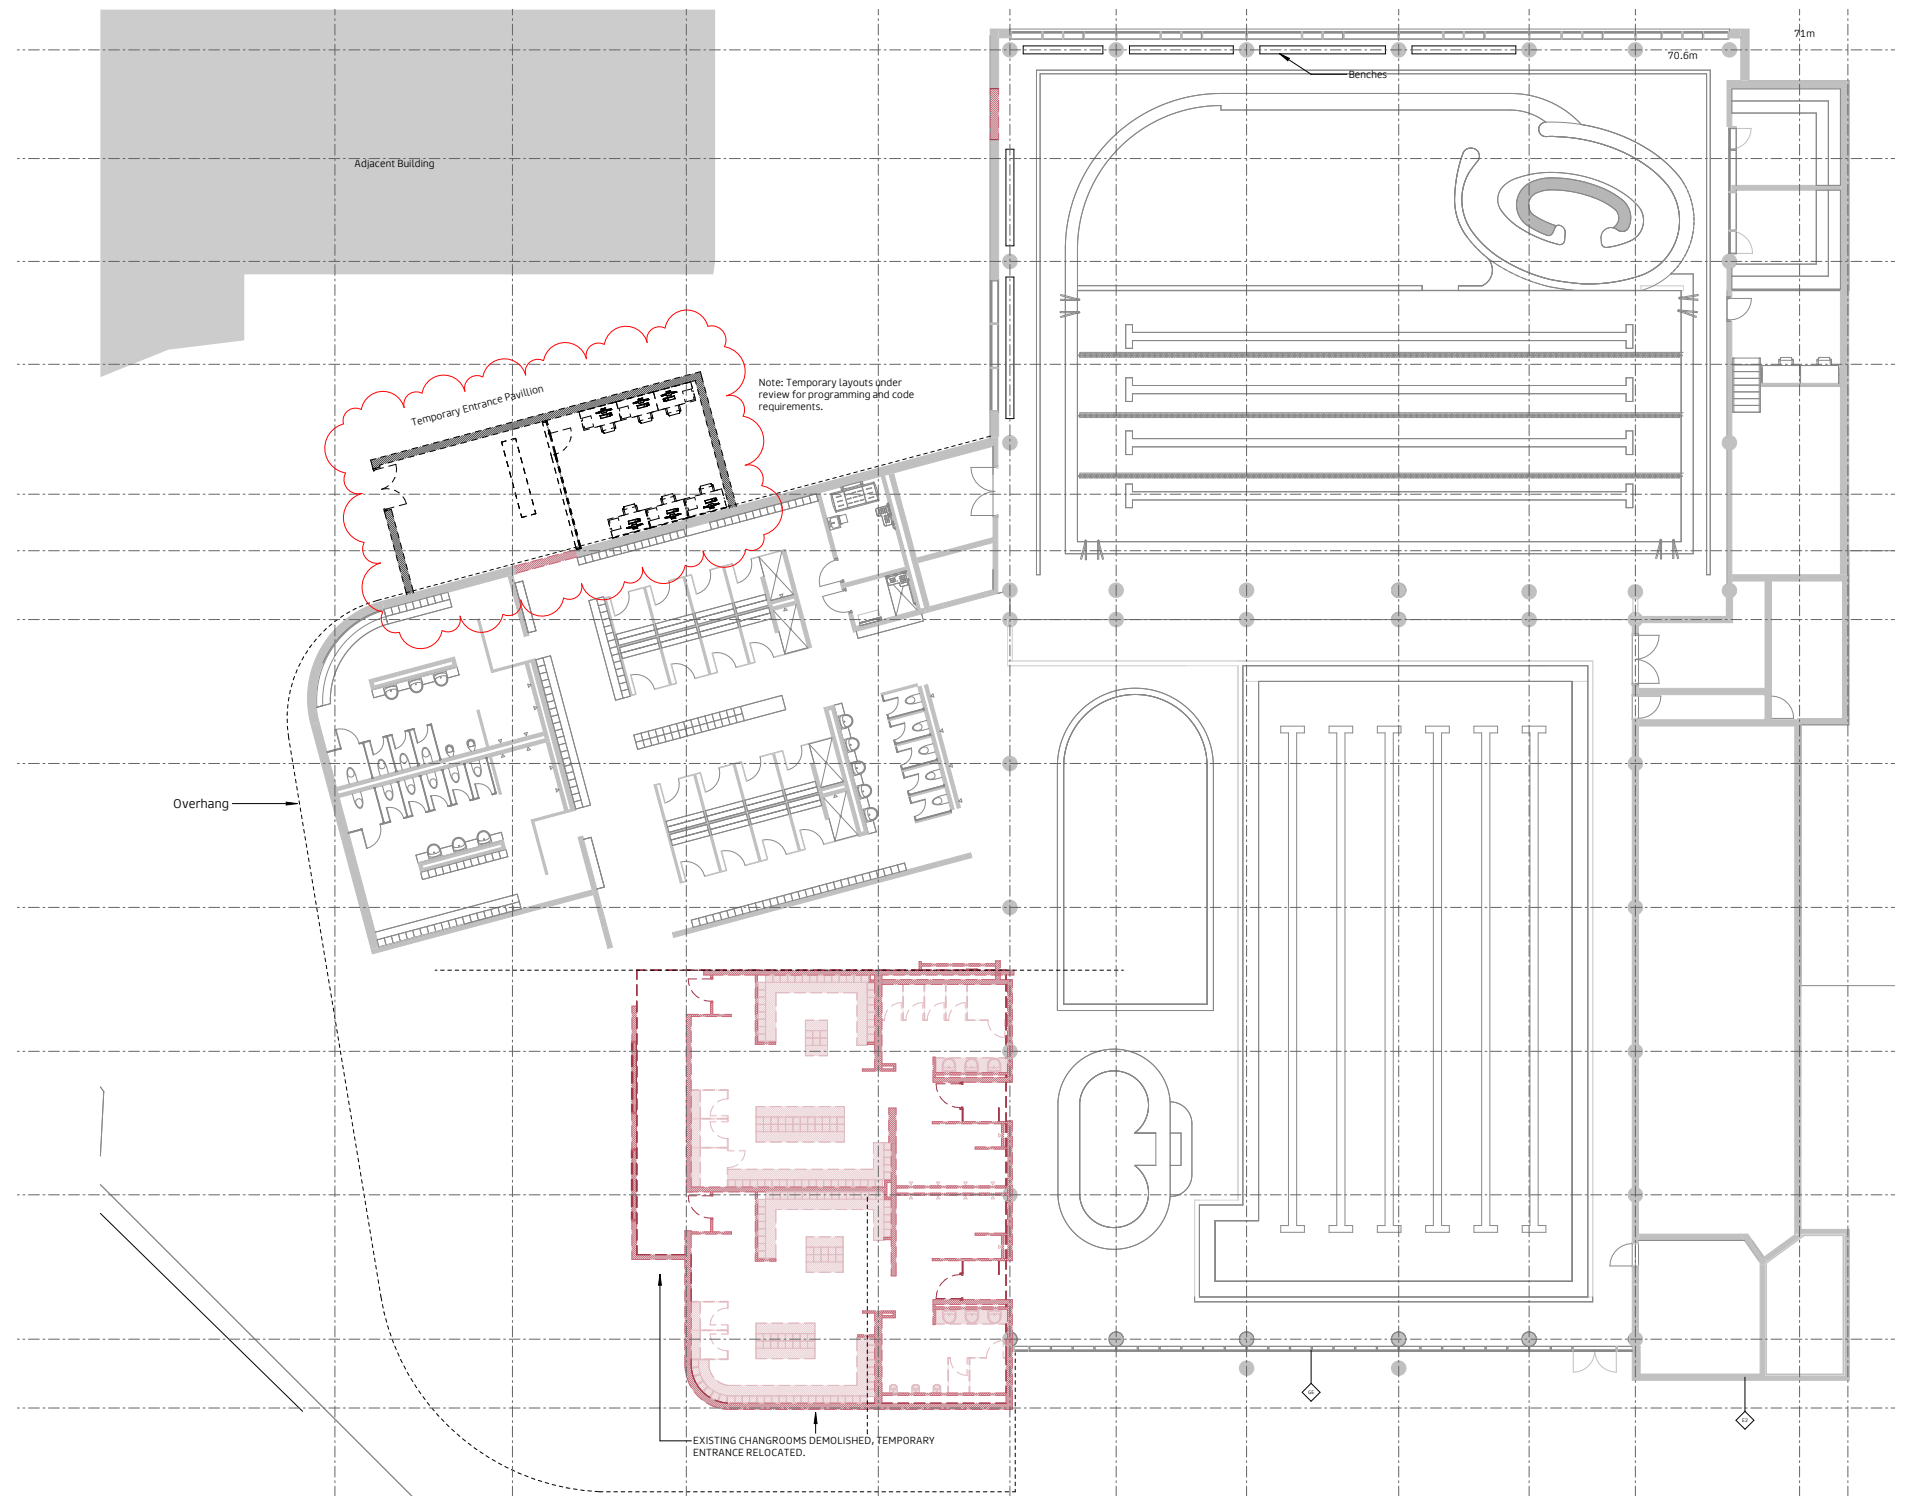 71m
70.6m
Benches
Adjacent Building
Temporary Entrance Pavillion
Note: Temporary layouts under
review for programming and code
requirements.
Overhang
EXISTING CHANGROOMS DEMOLISHED, TEMPORARY
ENTRANCE RELOCATED.